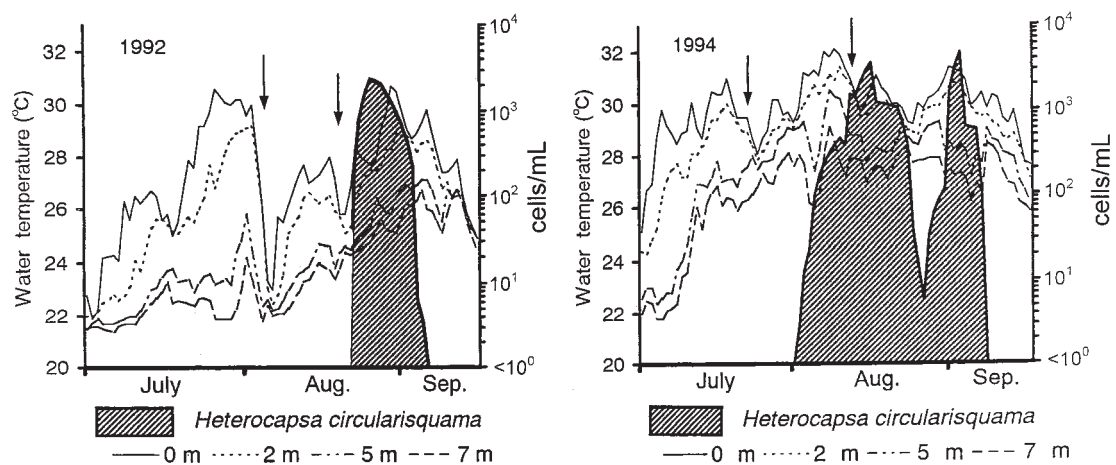 1992
Water temperature (°C)
32
30
28
26
24
22
20
10⁴
10³
10²
10¹
<10⁰
cells/mL
July Aug. Sep.
Heterocapsa circularisquama
0 m 2 m 5 m 7 m
1994
Water temperature (°C)
32
30
28
26
24
22
20
10⁴
10³
10²
10¹
<10⁰
cells/mL
July Aug. Sep.
Heterocapsa circularisquama
0 m 2 m 5 m 7 m